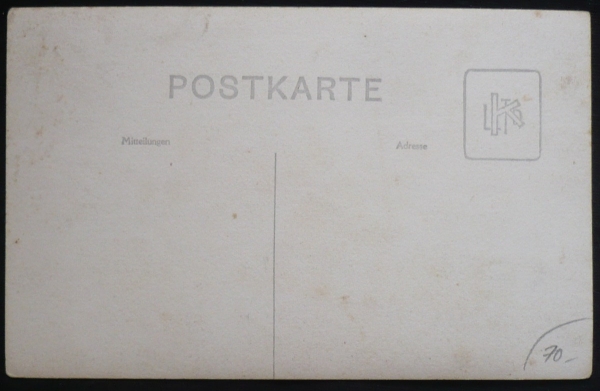 POSTKARTE
Mitteilungen
Adresse
70-